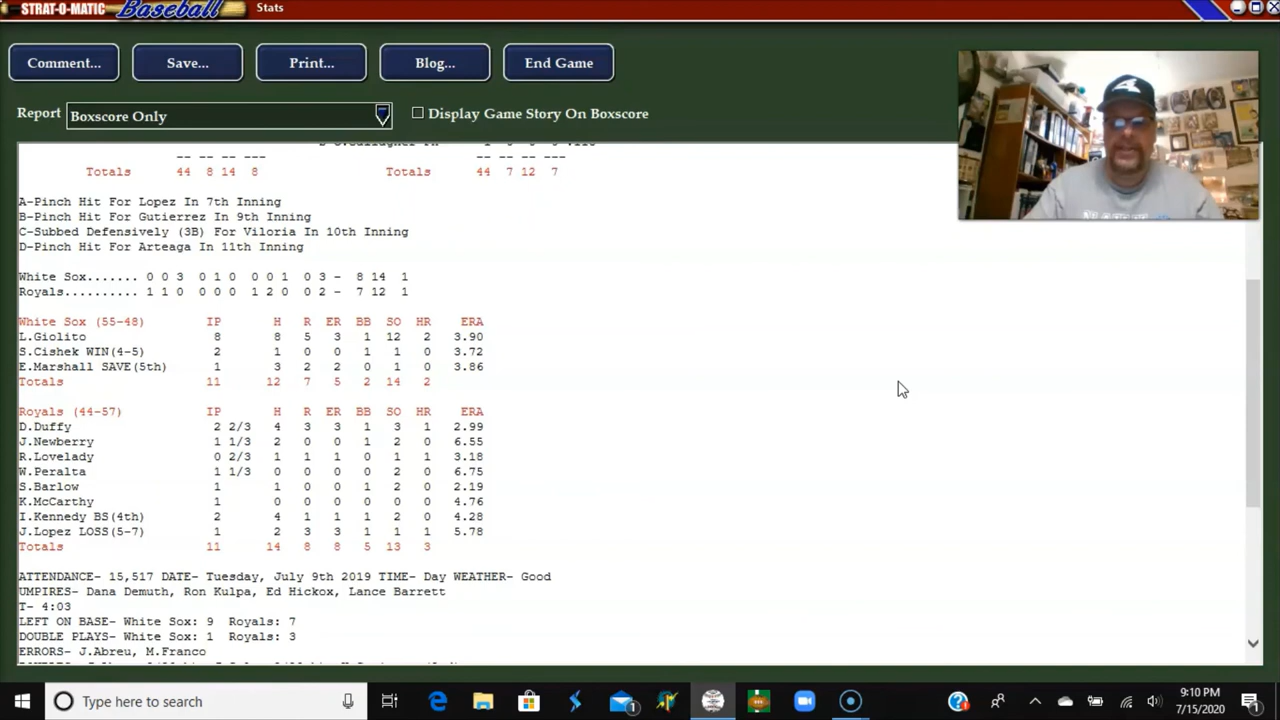 STRAT-O-MATIC Baseball Stats
Comment... Save... Print... Blog... End Game
Report Boxscore Only Display Game Story On Boxscore
-- -- -- --- -- -- -- ---
Totals 44 8 14 8 Totals 44 7 12 7
A-Pinch Hit For Lopez In 7th Inning
B-Pinch Hit For Gutierrez In 9th Inning
C-Subbed Defensively (3B) For Viloria In 10th Inning
D-Pinch Hit For Arteaga In 11th Inning
White Sox....... 0 0 3 0 1 0 0 0 1 0 3 - 8 14 1
Royals.......... 1 1 0 0 0 0 1 2 0 0 2 - 7 12 1
White Sox (55-48) IP H R ER BB SO HR ERA
L.Giolito 8 8 5 3 1 12 2 3.90
S.Cishek WIN(4-5) 2 1 0 0 1 1 0 3.72
E.Marshall SAVE(5th) 1 3 2 2 0 1 0 3.86
Totals 11 12 7 5 2 14 2
Royals (44-57) IP H R ER BB SO HR ERA
D.Duffy 2 2/3 4 3 3 1 3 1 2.99
J.Newberry 1 1/3 2 0 0 1 2 0 6.55
R.Lovelady 0 2/3 1 1 1 0 1 1 3.18
W.Peralta 1 1/3 0 0 0 0 2 0 6.75
S.Barlow 1 1 0 0 1 2 0 2.19
K.McCarthy 1 0 0 0 0 0 0 4.76
I.Kennedy BS(4th) 2 4 1 1 1 2 0 4.28
J.Lopez LOSS(5-7) 1 2 3 3 1 1 1 5.78
Totals 11 14 8 8 5 13 3
ATTENDANCE- 15,517 DATE- Tuesday, July 9th 2019 TIME- Day WEATHER- Good
UMPIRES- Dana Demuth, Ron Kulpa, Ed Hickox, Lance Barrett
T- 4:03
LEFT ON BASE- White Sox: 9 Royals: 7
DOUBLE PLAYS- White Sox: 1 Royals: 3
ERRORS- J.Abreu, M.Franco
Type here to search
1
9:10 PM
7/15/2020
1